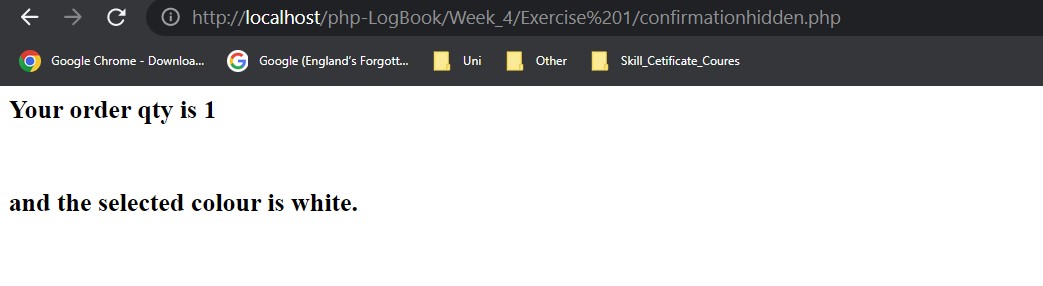 http://localhost/php-LogBook/Week_4/Exercise%201/confirmationhidden.php
Google Chrome - Downloa... Google (England's Forgott... Uni Other Skill_Cetificate_Coures
Your order qty is 1
and the selected colour is white.